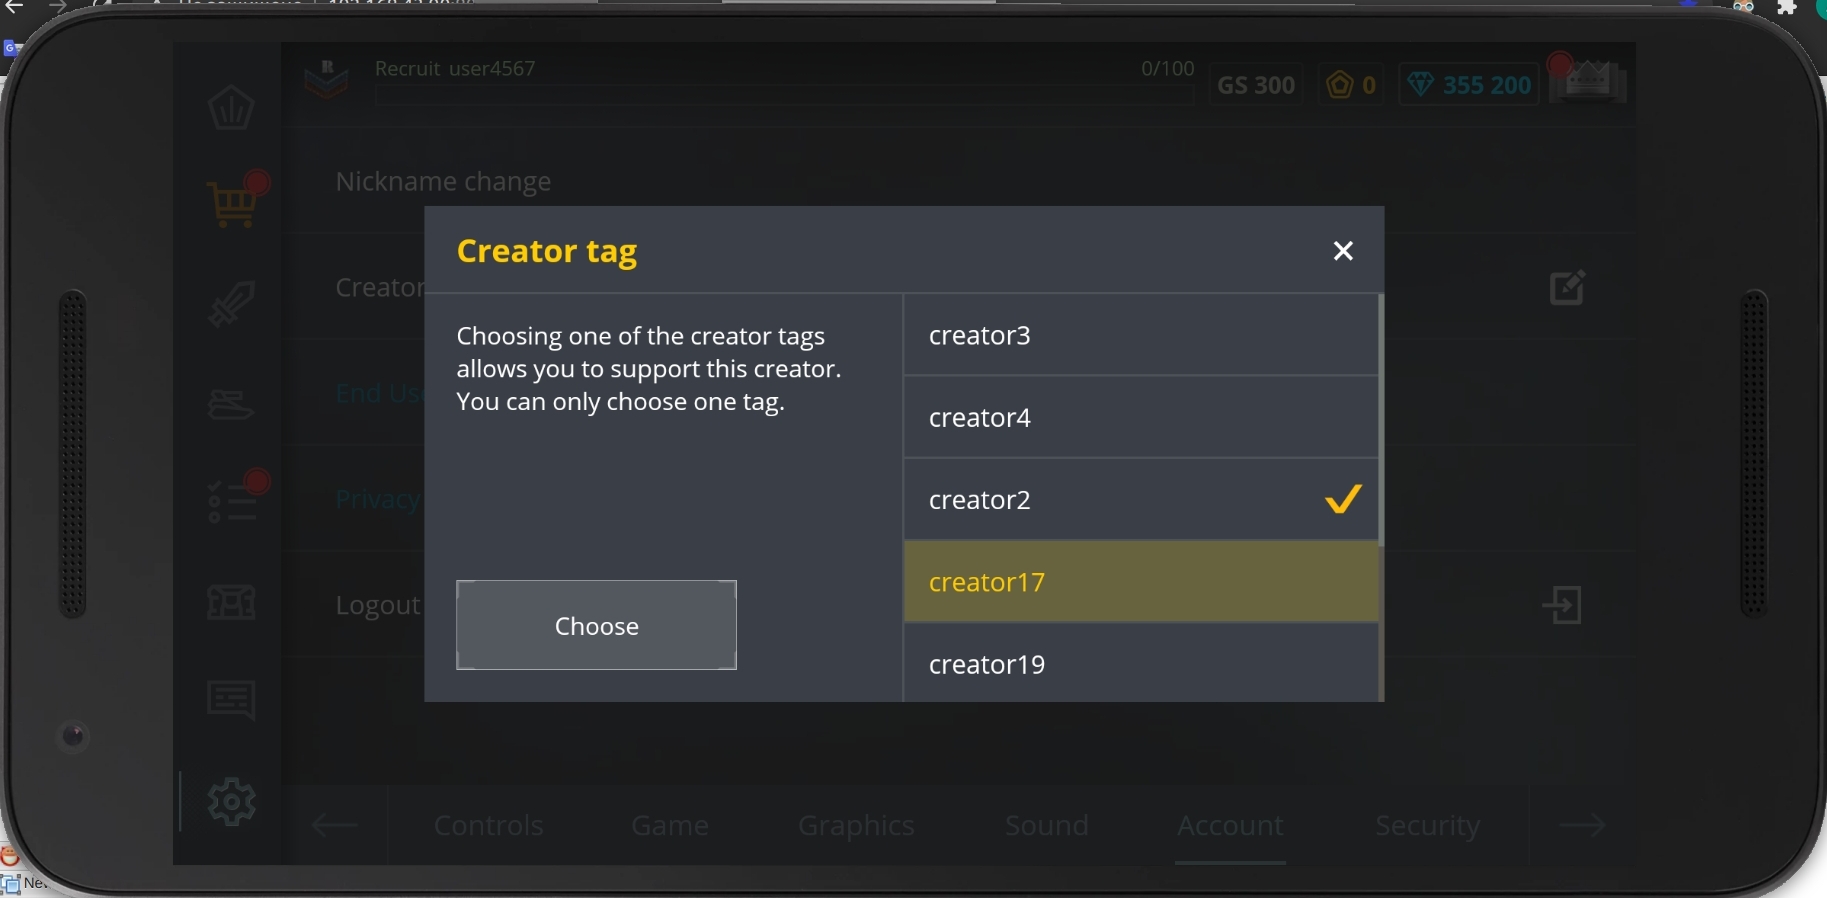 R
Recruit user4567
0/100
GS 300
0
355 200
Nickname change
Creator
Creator tag
Choosing one of the creator tags
allows you to support this creator.
You can only choose one tag.
Choose
creator3
creator4
creator2
creator17
creator19
End Use
Privacy
Logout
Controls
Game
Graphics
Sound
Account
Security